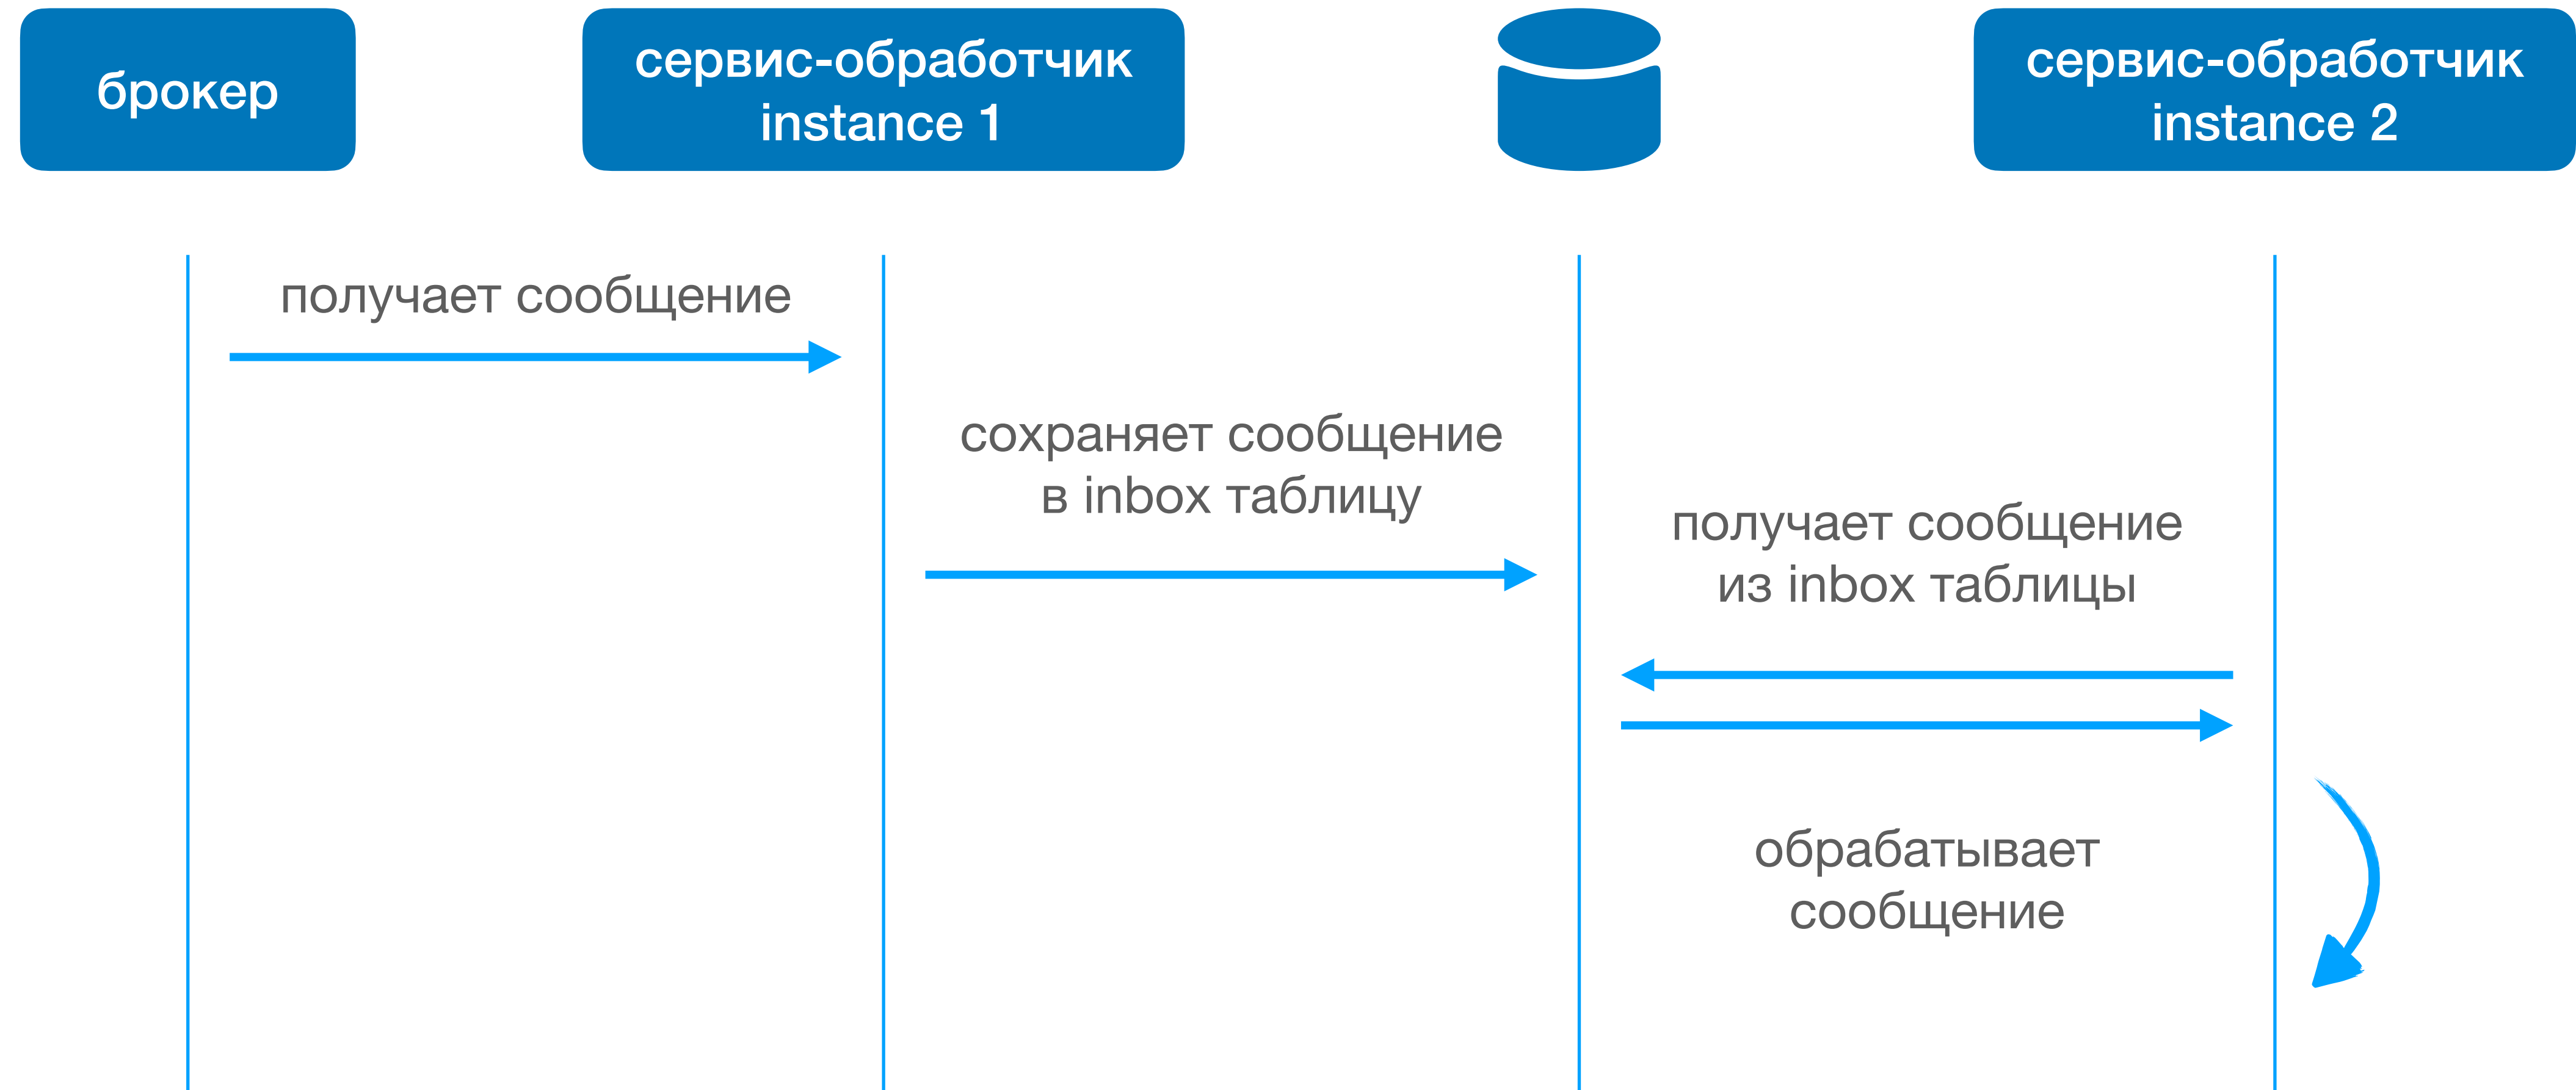 брокер
сервис-обработчик
instance 1
сервис-обработчик
instance 2
получает сообщение
сохраняет сообщение
в inbox таблицу
получает сообщение
из inbox таблицы
обрабатывает
сообщение